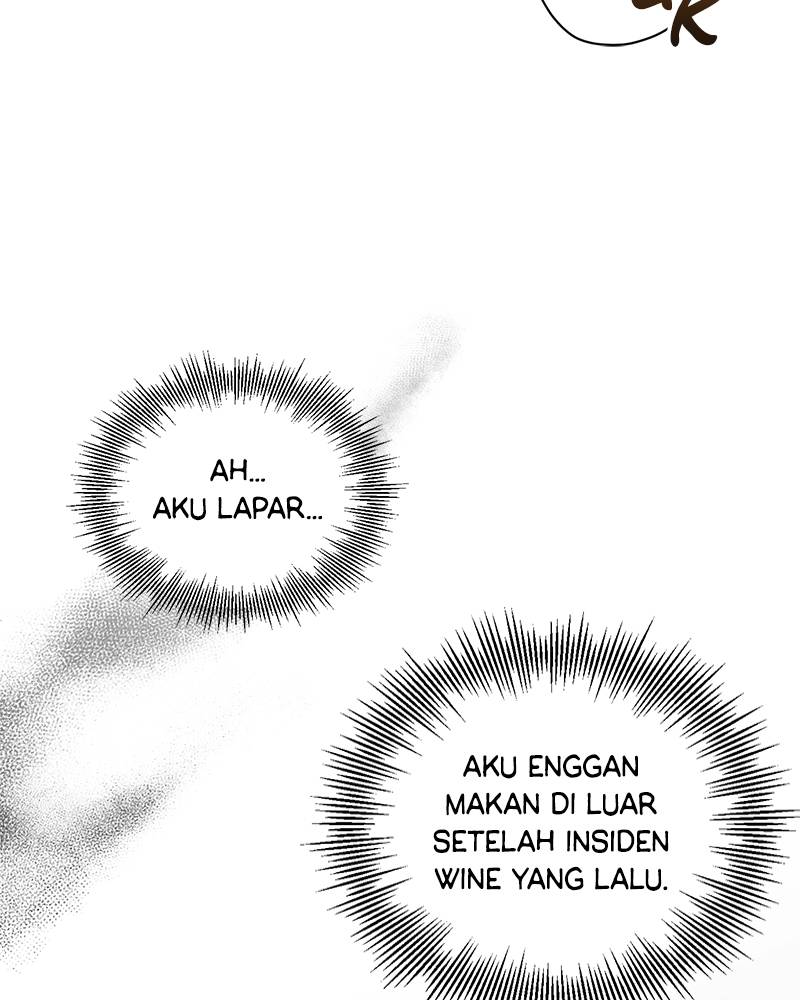 AH...
AKU LAPAR...
AKU ENGGAN
MAKAN DI LUAR
SETELAH INSIDEN
WINE YANG LALU.